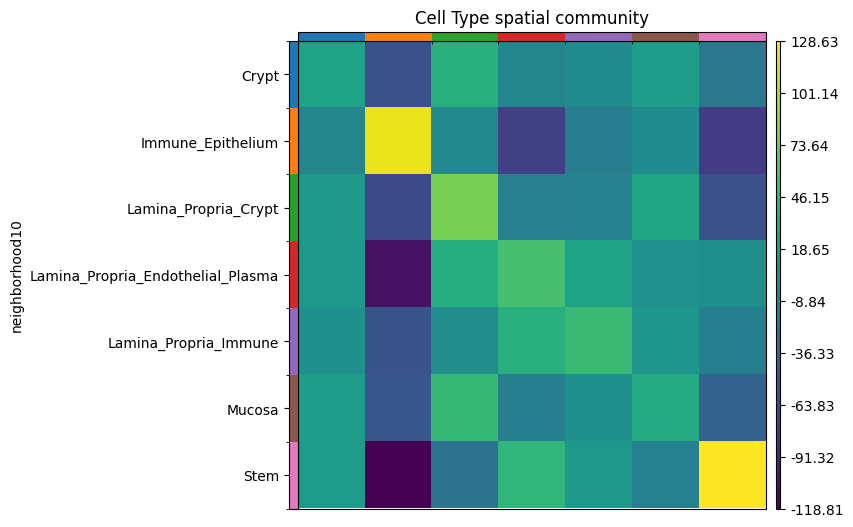 Cell Type spatial community
neighborhood10
Crypt
Immune_Epithelium
Lamina_Propria_Crypt
Lamina_Propria_Endothelial_Plasma
Lamina_Propria_Immune
Mucosa
Stem
128.63
101.14
73.64
46.15
18.65
-8.84
-36.33
-63.83
-91.32
-118.81